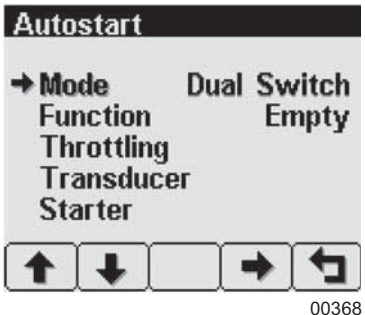 Autostart
Mode Dual Switch
Function Empty
Throttling
Transducer
Starter
00368